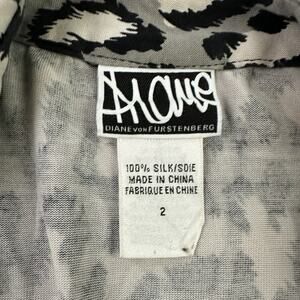 Diane
DIANE VON FURSTENBERG
100% SILK/SOIE
MADE IN CHINA
FABRIQUE EN CHINE
2